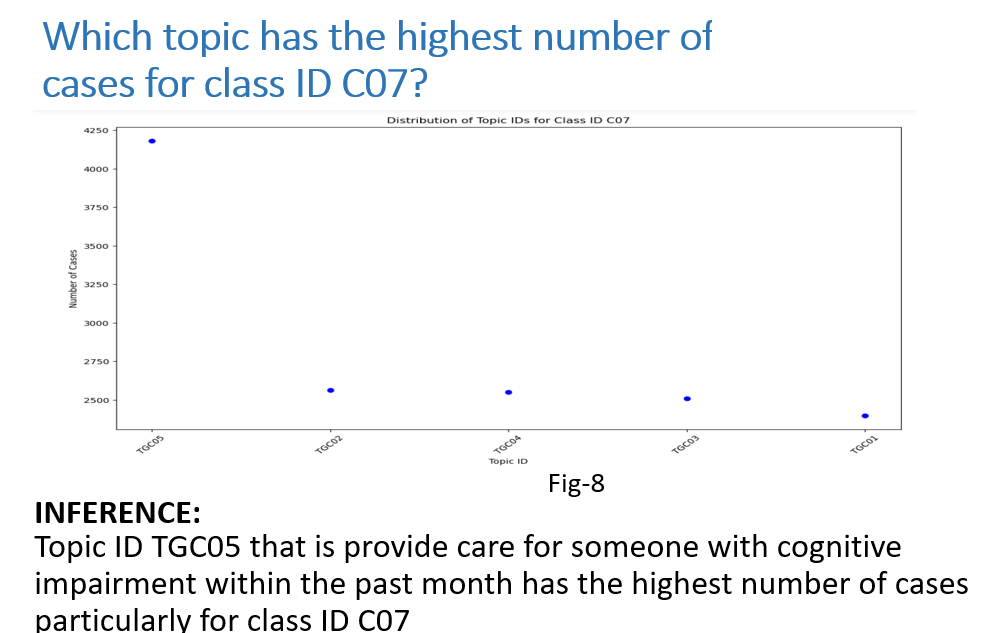 Which topic has the highest number of
cases for class ID C07?
Distribution of Topic IDs for Class ID C07
4250
4000
3750
3500
3250
3000
2750
2500
Number of Cases
TGC05
TGC02
TGC04
TGC03
TGC01
Topic ID
Fig-8
INFERENCE:
Topic ID TGC05 that is provide care for someone with cognitive
impairment within the past month has the highest number of cases
particularly for class ID C07